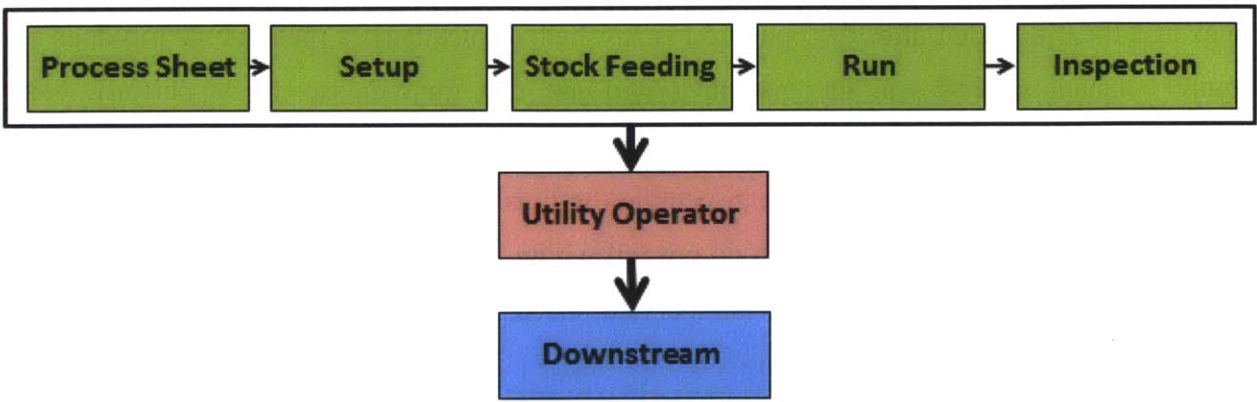 Process Sheet
Setup
Stock Feeding
Run
Inspection
Utility Operator
Downstream